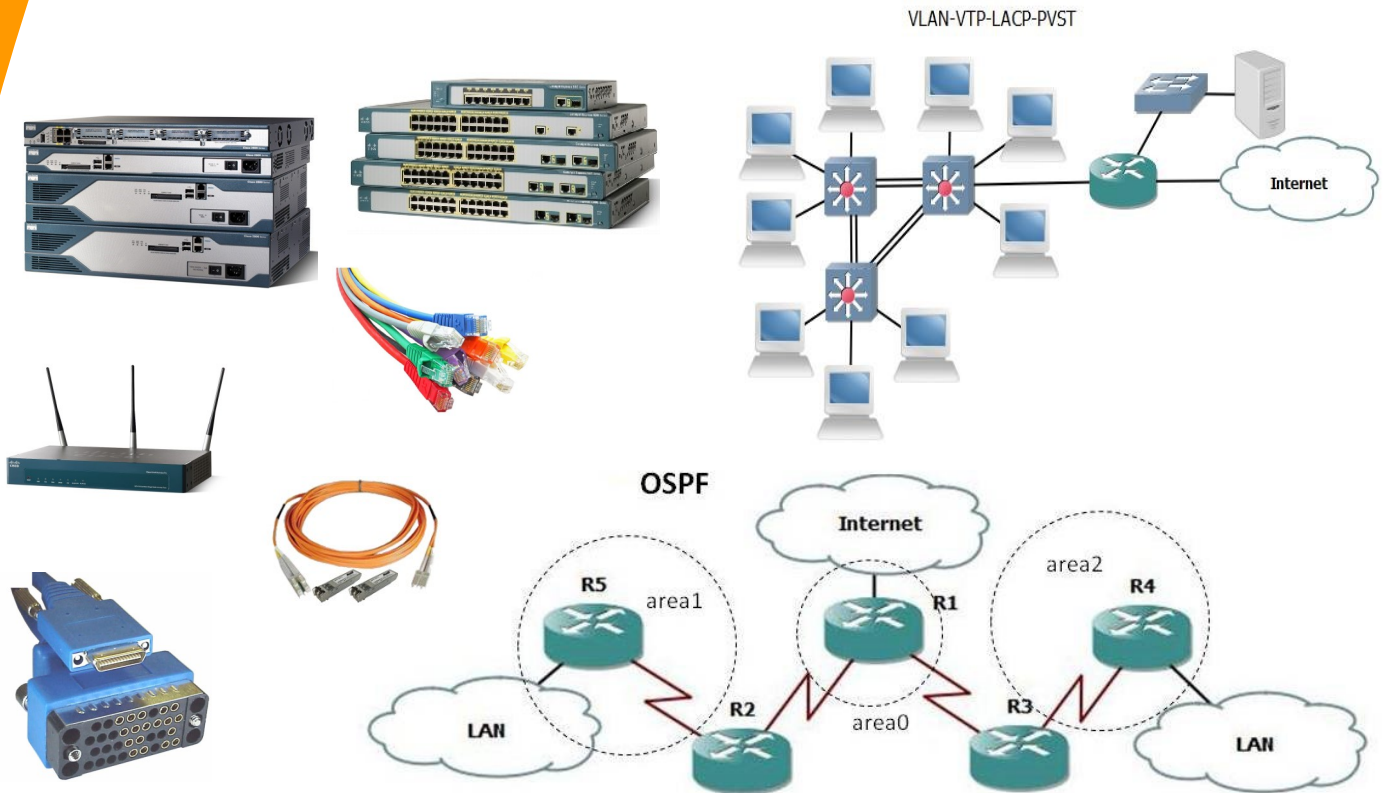 VLAN-VTP-LACP-PVST
Internet
OSPF
Internet
area2
R5
area1
R1
R4
R2
area0
R3
LAN
LAN